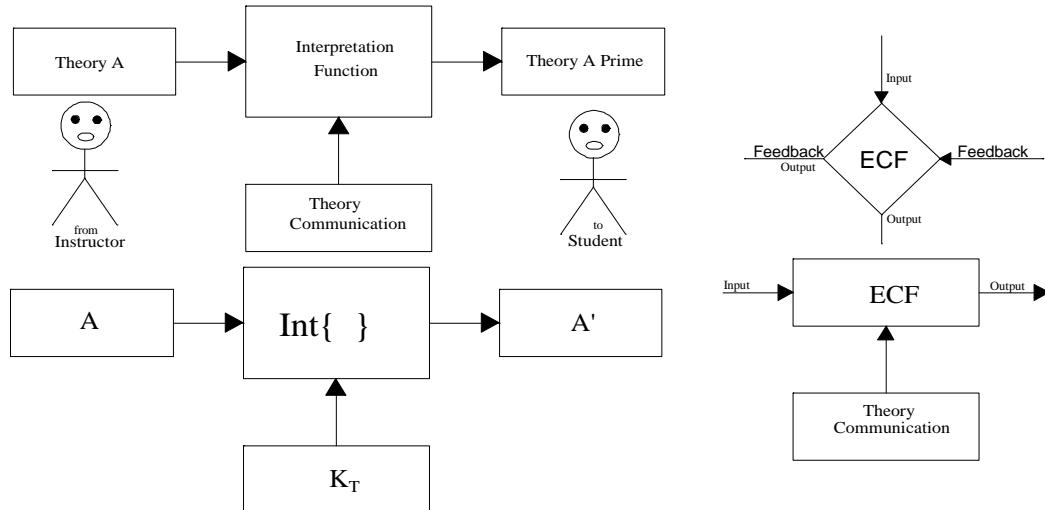 Theory A
Interpretation
Function
Theory A Prime
Theory
Communication
from
Instructor
to
Student
A
Int{  }
A'
K_T
Input
Feedback
Output
ECF
Feedback
Output
Input
ECF
Output
Theory
Communication